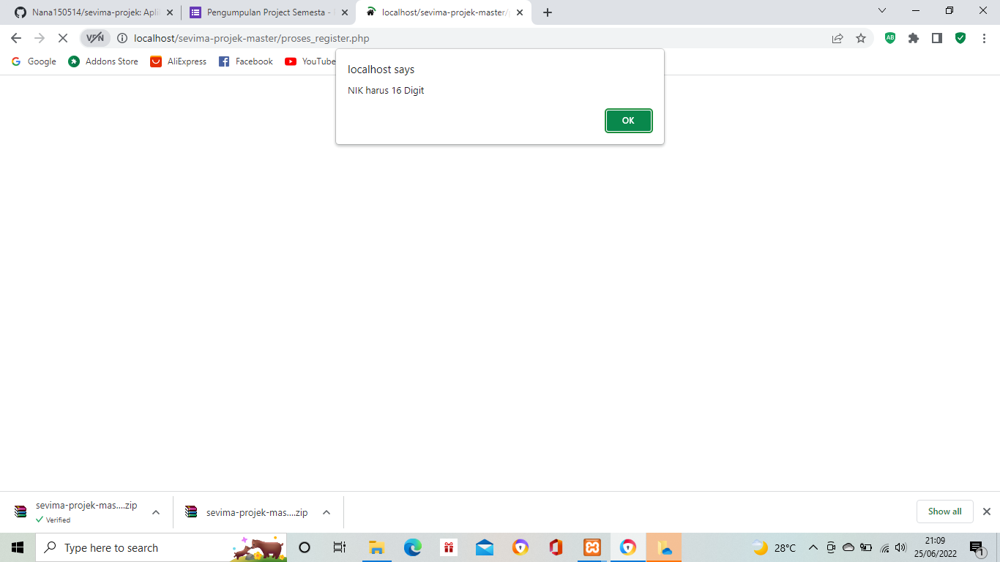 Nana150514/sevima-projek: Apli
Pengumpulan Project Semesta -
localhost/sevima-projek-master/
VPN
localhost/sevima-projek-master/proses_register.php
AB
Google
Addons Store
AliExpress
Facebook
YouTube
localhost says
NIK harus 16 Digit
OK
sevima-projek-mas....zip
Verified
sevima-projek-mas....zip
Show all
Type here to search
28°C
21:09
25/06/2022
1